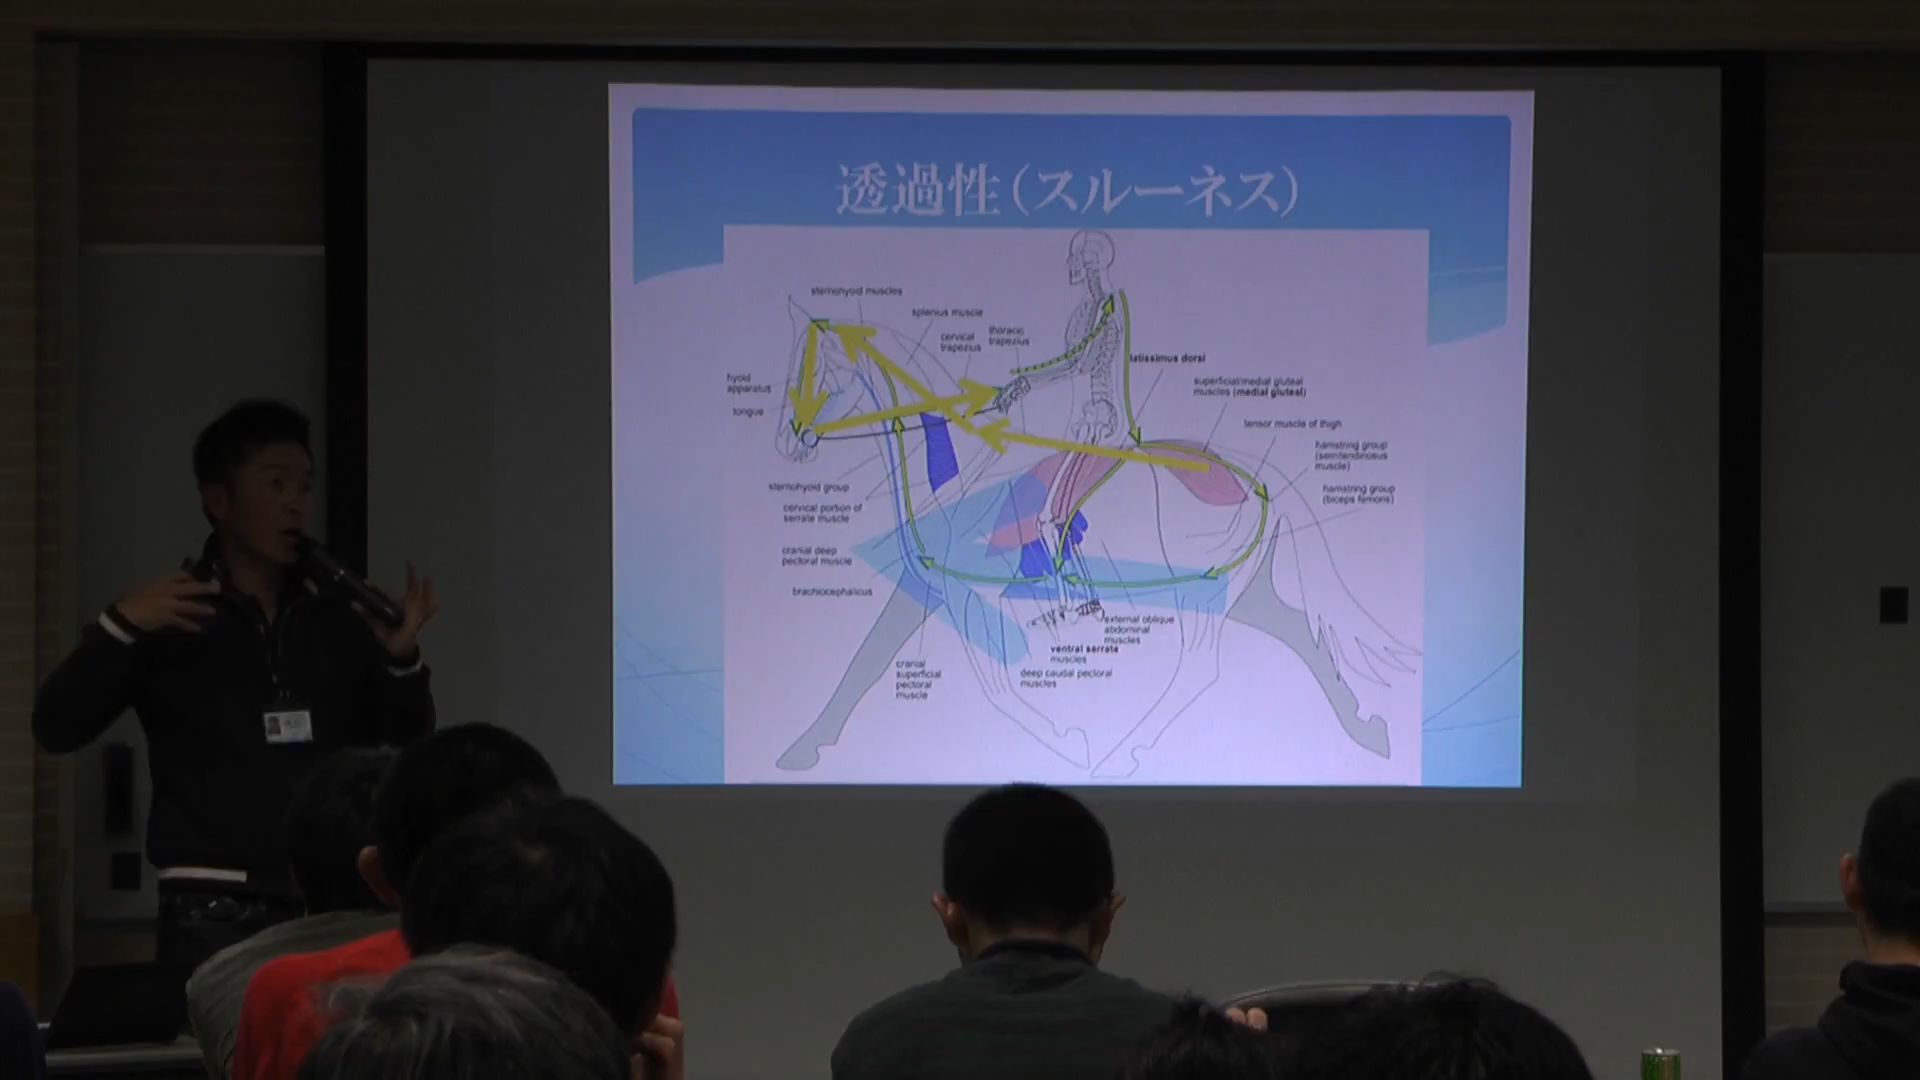 透過性（スルーネス）
sternohyoid muscles
splenius muscle
cervical
trapezius
thoracic
trapezius
hyoid
apparatus
tongue
latissimus dorsi
superficial/medial gluteal
muscles (medial gluteal)
tensor muscle of thigh
hamstring group
(semitendinosus
muscle)
hamstring group
(biceps femoris)
sternohyoid group
cervical portion of
serrate muscle
cranial deep
pectoral muscle
brachiocephalicus
cranial
superficial
pectoral
muscle
external oblique
abdominal
muscles
ventral serrate
muscles
deep caudal pectoral
muscles